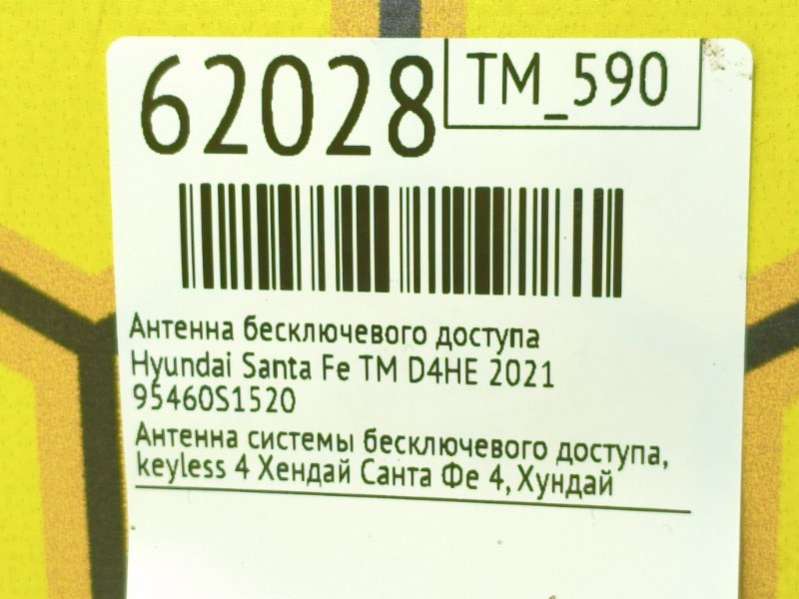 62028
TM_590
Антенна бесключевого доступа
Hyundai Santa Fe TM D4HE 2021
95460S1520
Антенна системы бесключевого доступа,
keyless 4 Хендай Санта Фе 4, Хундай